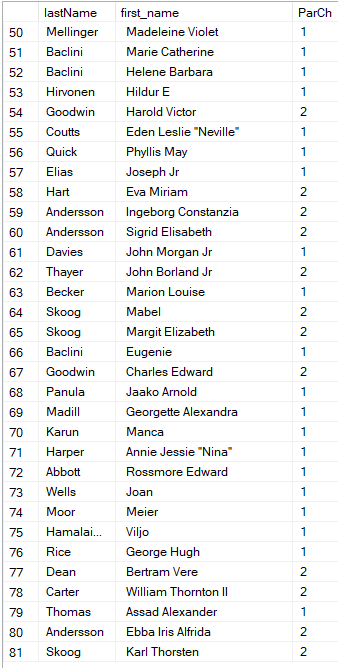 lastName first_name ParCh
50 Mellinger Madeleine Violet 1
51 Baclini Marie Catherine 1
52 Baclini Helene Barbara 1
53 Hirvonen Hildur E 1
54 Goodwin Harold Victor 2
55 Coutts Eden Leslie "Neville" 1
56 Quick Phyllis May 1
57 Elias Joseph Jr 1
58 Hart Eva Miriam 2
59 Andersson Ingeborg Constanzia 2
60 Andersson Sigrid Elisabeth 2
61 Davies John Morgan Jr 1
62 Thayer John Borland Jr 2
63 Becker Marion Louise 1
64 Skoog Mabel 2
65 Skoog Margit Elizabeth 2
66 Baclini Eugenie 1
67 Goodwin Charles Edward 2
68 Panula Jaako Arnold 1
69 Madill Georgette Alexandra 1
70 Karun Manca 1
71 Harper Annie Jessie "Nina" 1
72 Abbott Rossmore Edward 1
73 Wells Joan 1
74 Moor Meier 1
75 Hamalai... Viljo 1
76 Rice George Hugh 1
77 Dean Bertram Vere 2
78 Carter William Thornton II 2
79 Thomas Assad Alexander 1
80 Andersson Ebba Iris Alfrida 2
81 Skoog Karl Thorsten 2